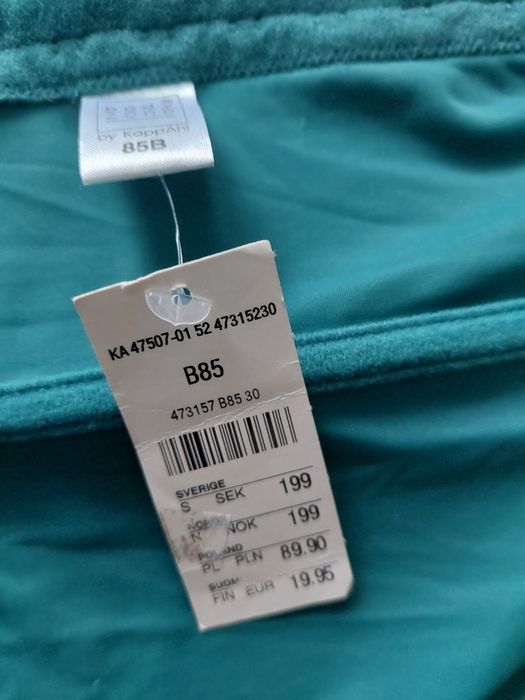 by KappAhl
85B
KA 47507-01 52 47315230
B85
473157 B85 30
SVERIGE
S SEK 199
N NOK 199
POLAND
PL PLN 89.90
SUOMI
FIN EUR 19.95